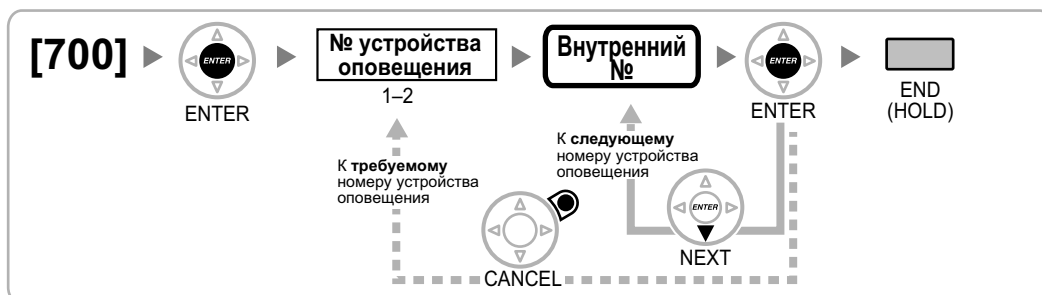 [700]
ENTER
ENTER
№ устройства
оповещения
1–2
Внутренний
№
ENTER
ENTER
END
(HOLD)
К требуемому
номеру устройства
оповещения
CANCEL
К следующему
номеру устройства
оповещения
ENTER
NEXT